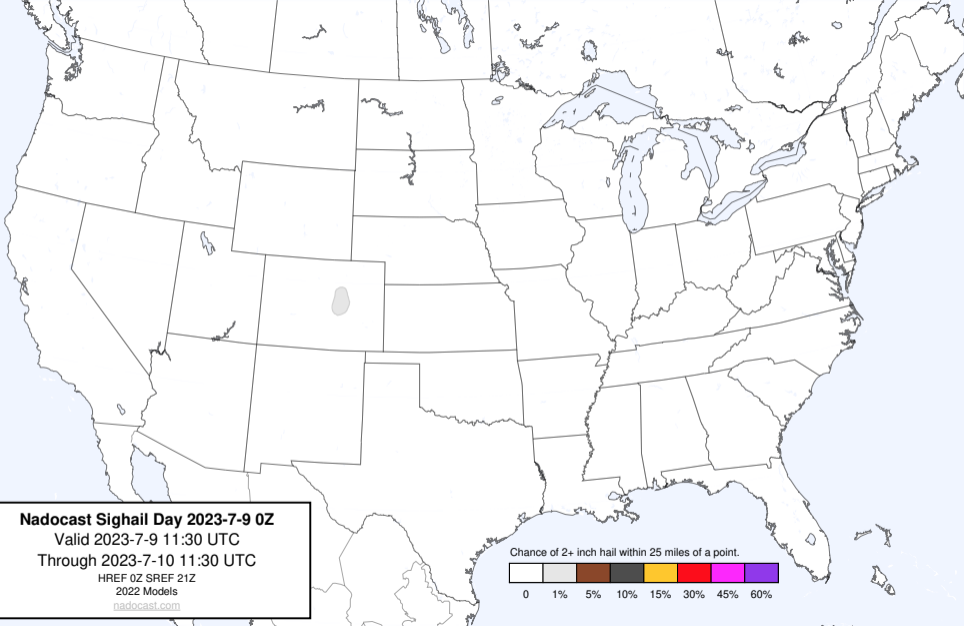 Nadocast Sighail Day 2023-7-9 0Z
Valid 2023-7-9 11:30 UTC
Through 2023-7-10 11:30 UTC
HREF 0Z SREF 21Z
2022 Models
nadocast.com
Chance of 2+ inch hail within 25 miles of a point.
0 1% 5% 10% 15% 30% 45% 60%